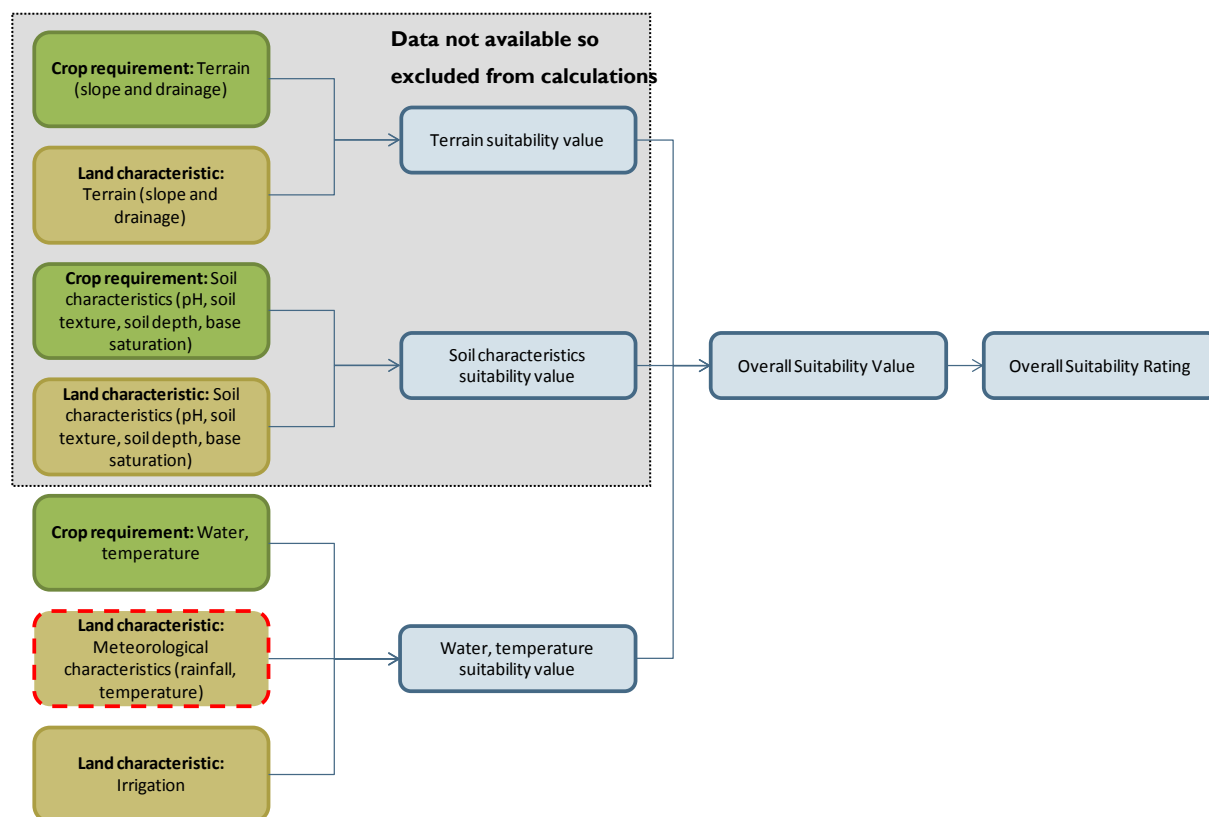 Data not available so
excluded from calculations
Crop requirement: Terrain
(slope and drainage)
Land characteristic:
Terrain (slope and
drainage)
Terrain suitability value
Crop requirement: Soil
characteristics (pH, soil
texture, soil depth, base
saturation)
Land characteristic: Soil
characteristics (pH, soil
texture, soil depth, base
saturation)
Soil characteristics
suitability value
Overall Suitability Value
Overall Suitability Rating
Crop requirement: Water,
temperature
Land characteristic:
Meteorological
characteristics (rainfall,
temperature)
Land characteristic:
Irrigation
Water, temperature
suitability value